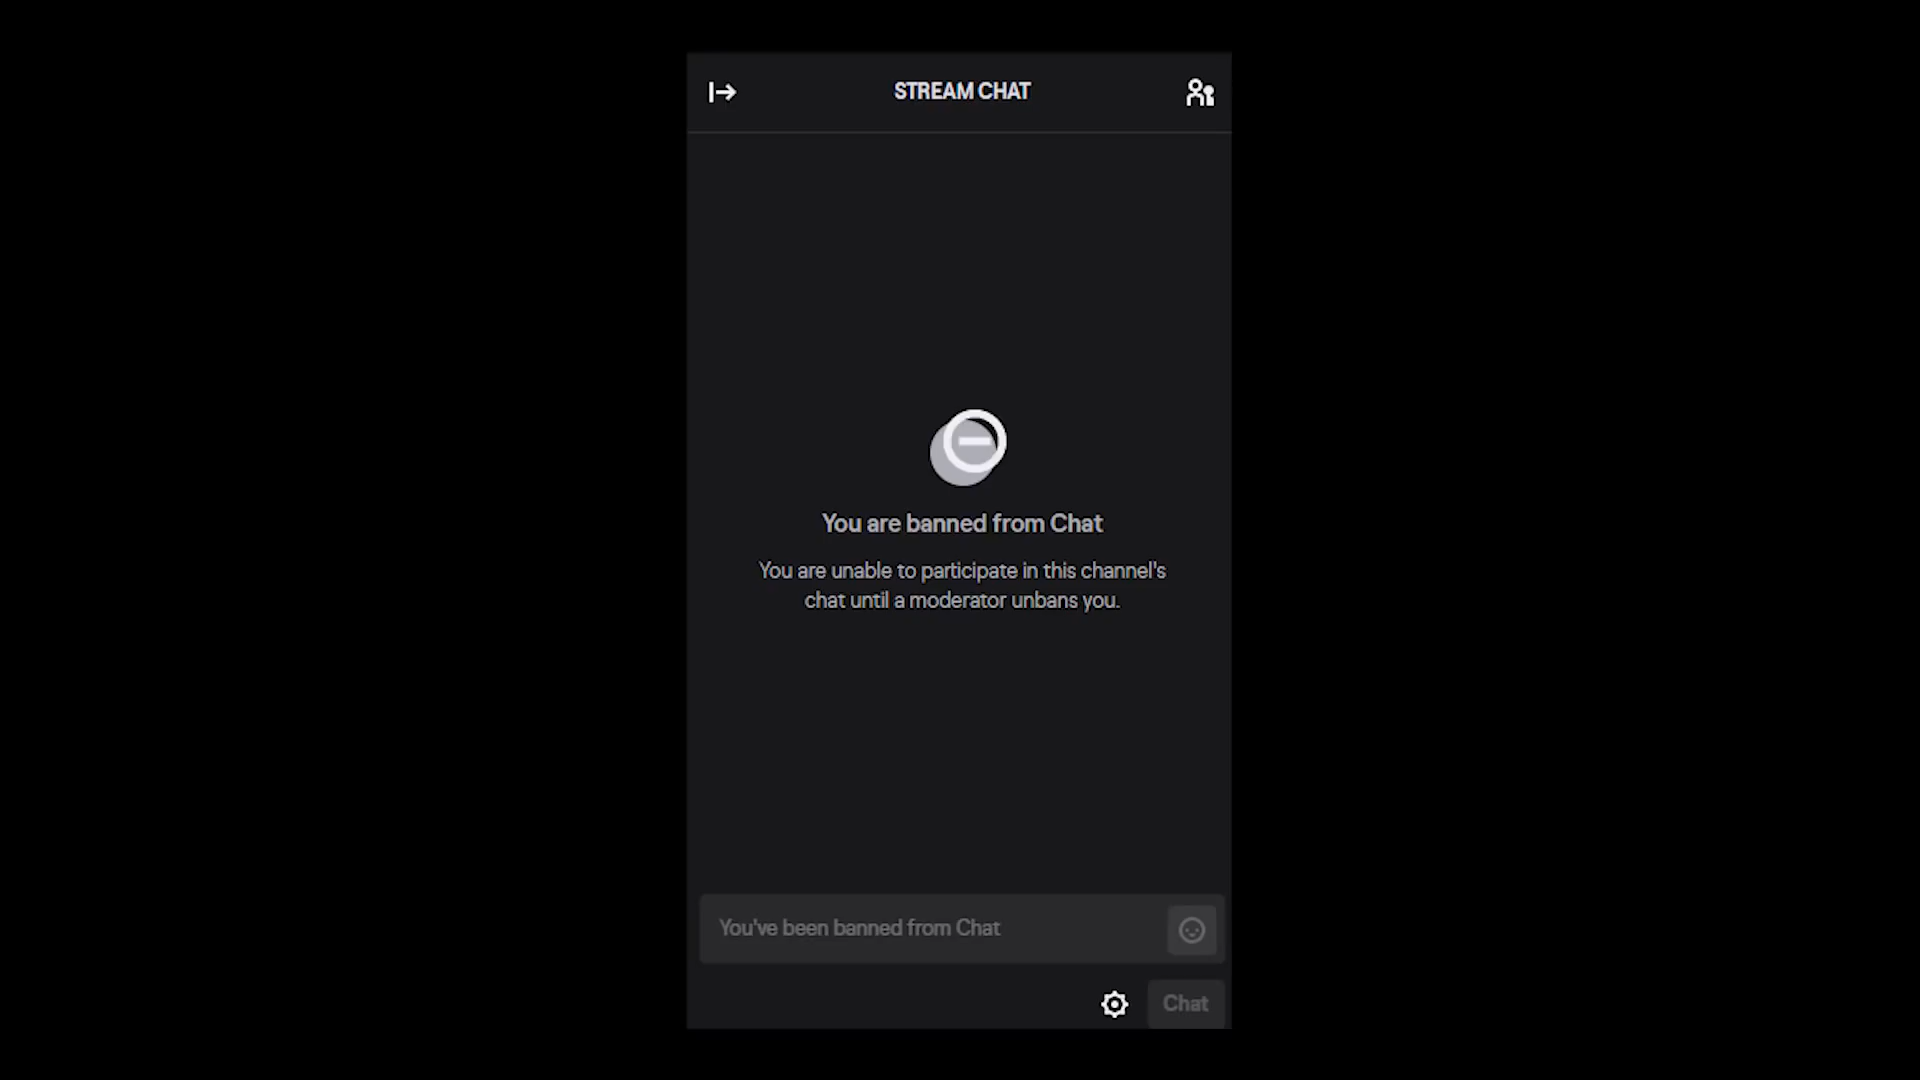 STREAM CHAT
You are banned from Chat
You are unable to participate in this channel's
chat until a moderator unbans you.
You've been banned from Chat
Chat